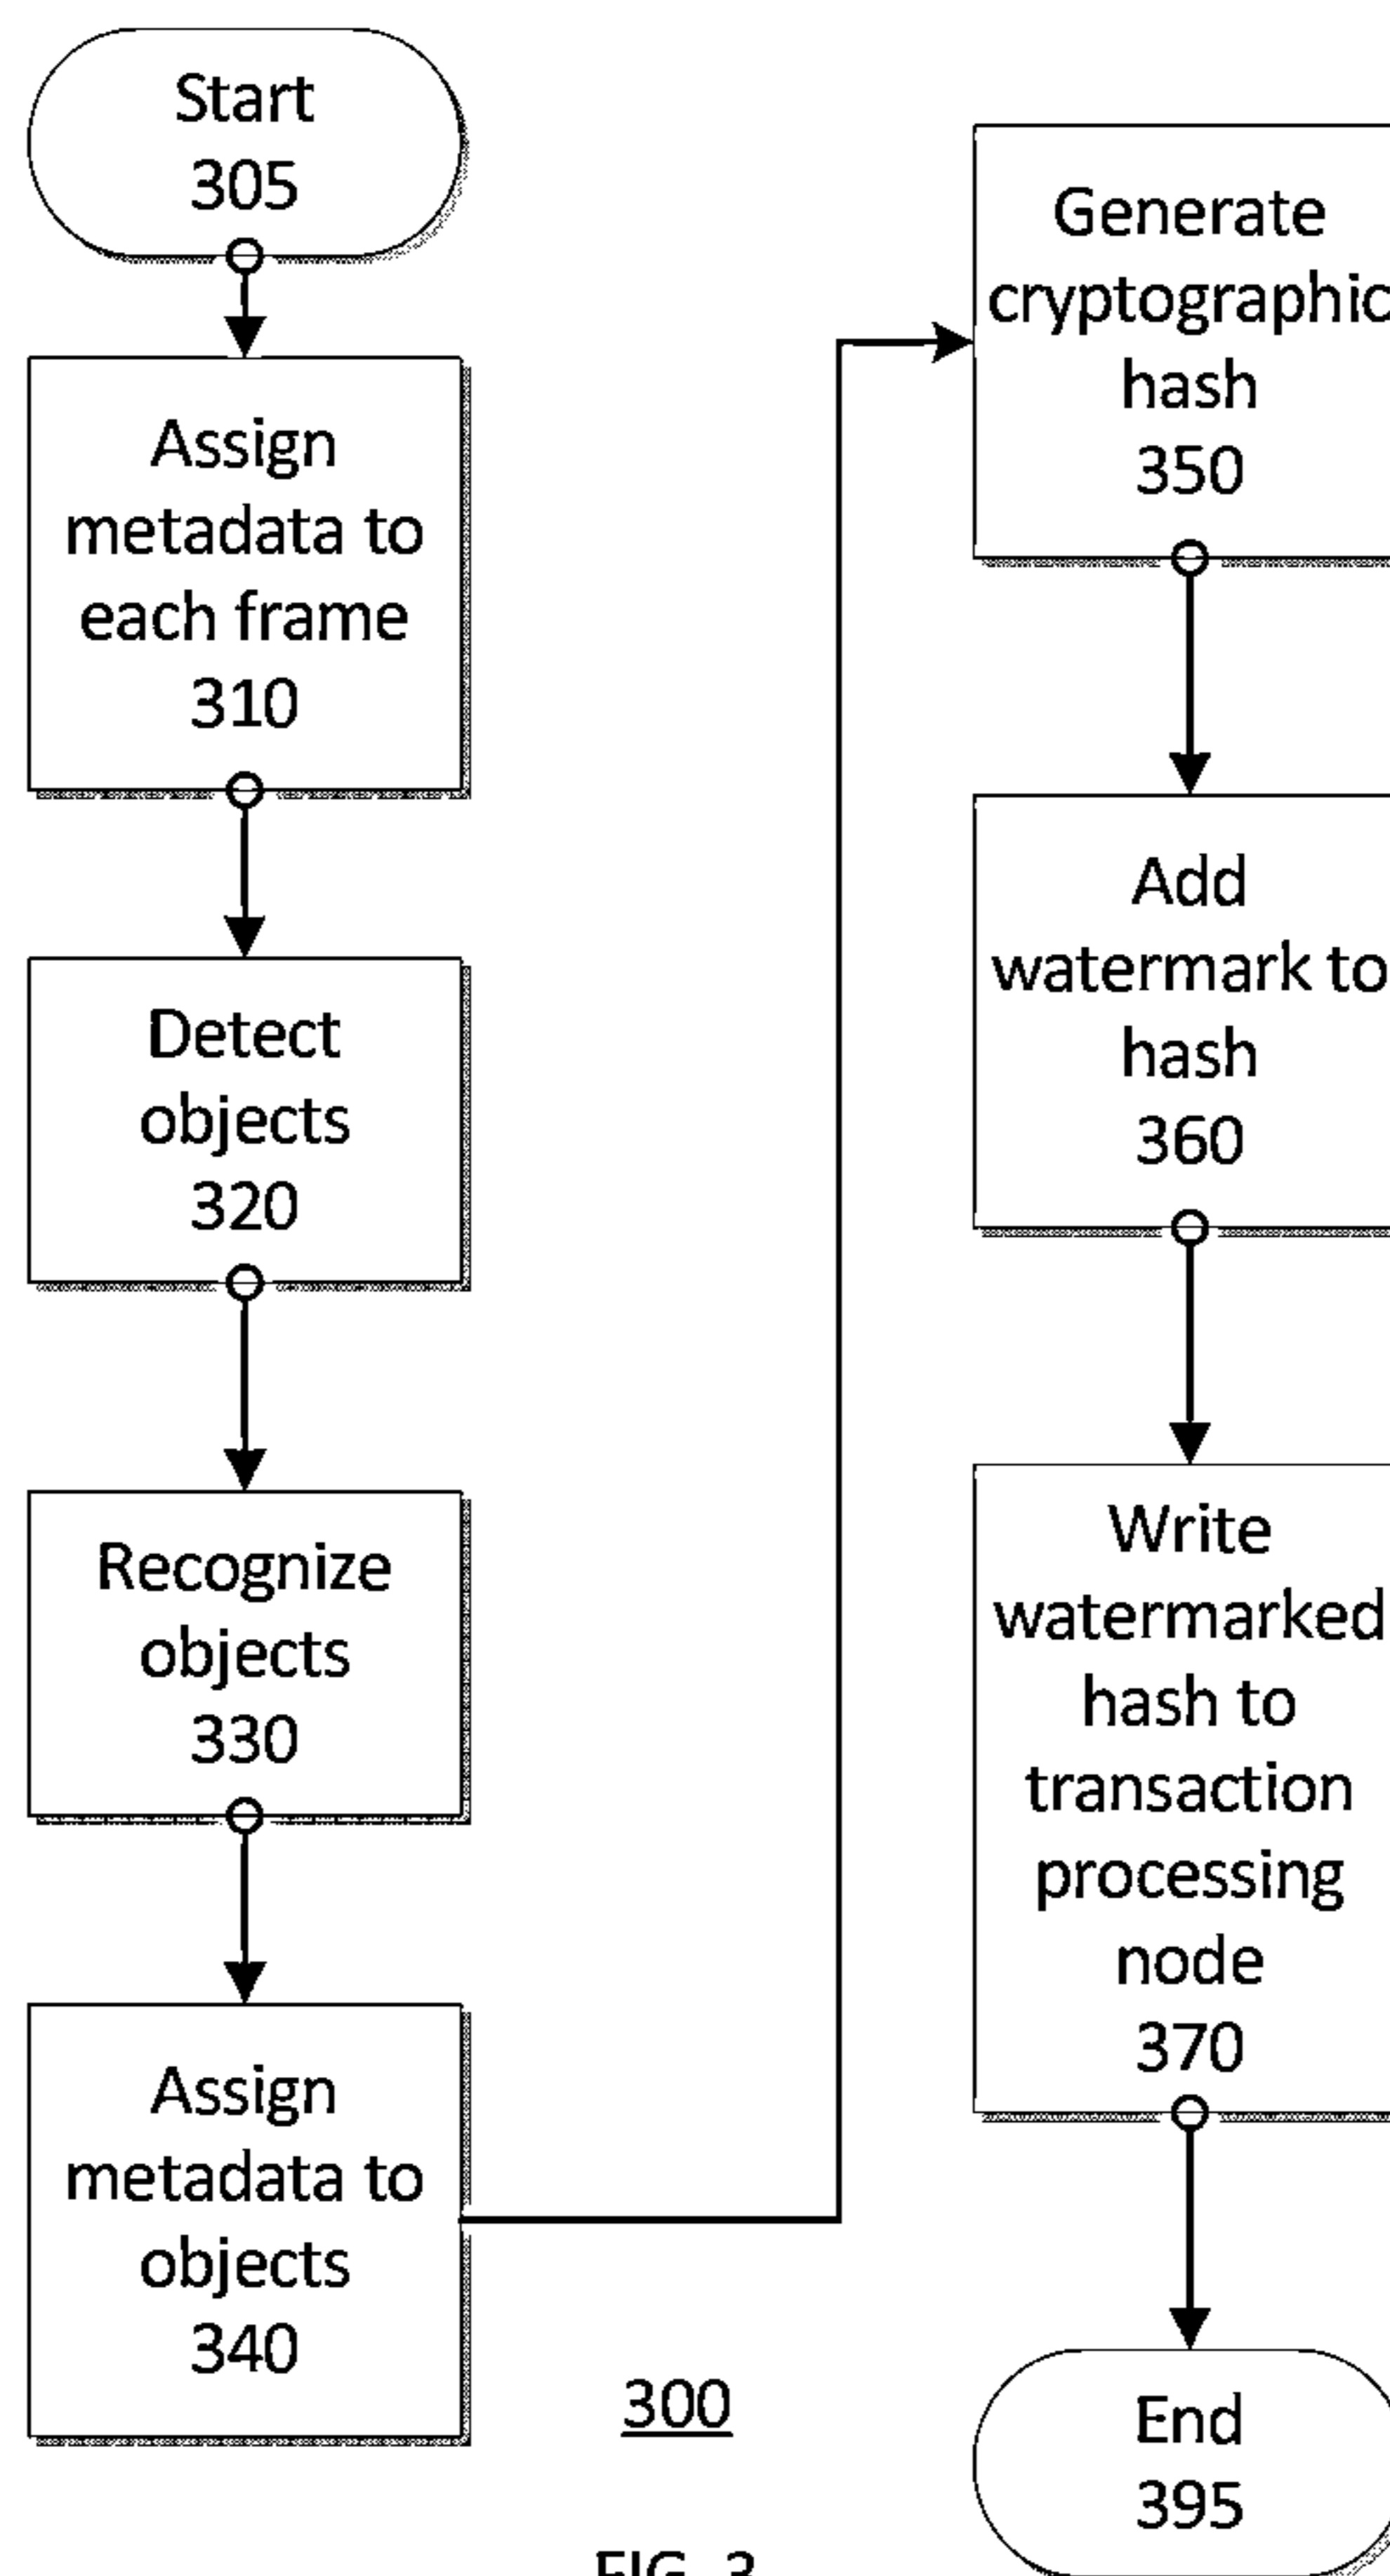 Start
305
Assign
metadata to
each frame
310
Detect
objects
320
Recognize
objects
330
Assign
metadata to
objects
340
Generate
cryptographic
hash
350
Add
watermark to
hash
360
Write
watermarked
hash to
transaction
processing
node
370
End
395
300
FIG. 3